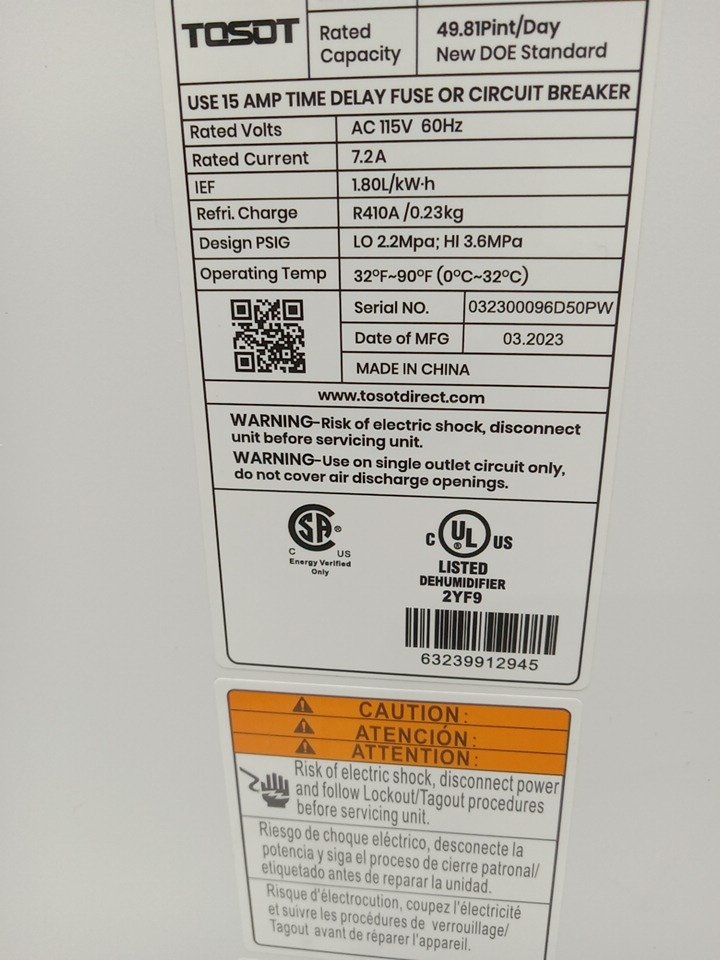 TOSOT
Rated Capacity
49.81Pint/Day
New DOE Standard
USE 15 AMP TIME DELAY FUSE OR CIRCUIT BREAKER
Rated Volts AC 115V 60Hz
Rated Current 7.2A
IEF 1.80L/kW·h
Refri. Charge R410A /0.23kg
Design PSIG LO 2.2Mpa; HI 3.6MPa
Operating Temp 32°F~90°F (0°C~32°C)
Serial NO. 032300096D50PW
Date of MFG 03.2023
MADE IN CHINA
www.tosotdirect.com
WARNING-Risk of electric shock, disconnect
unit before servicing unit.
WARNING-Use on single outlet circuit only,
do not cover air discharge openings.
SA ®
C US
Energy Verified
Only
C UL ® US
LISTED
DEHUMIDIFIER
2YF9
63239912945
CAUTION:
ATENCIÓN:
ATTENTION:
Risk of electric shock, disconnect power
and follow Lockout/Tagout procedures
before servicing unit.
Riesgo de choque eléctrico, desconecte la
potencia y siga el proceso de cierre patronal/
etiquetado antes de reparar la unidad.
Risque d'électrocution, coupez l'électricité
et suivre les procédures de verrouillage/
Tagout avant de réparer l'appareil.